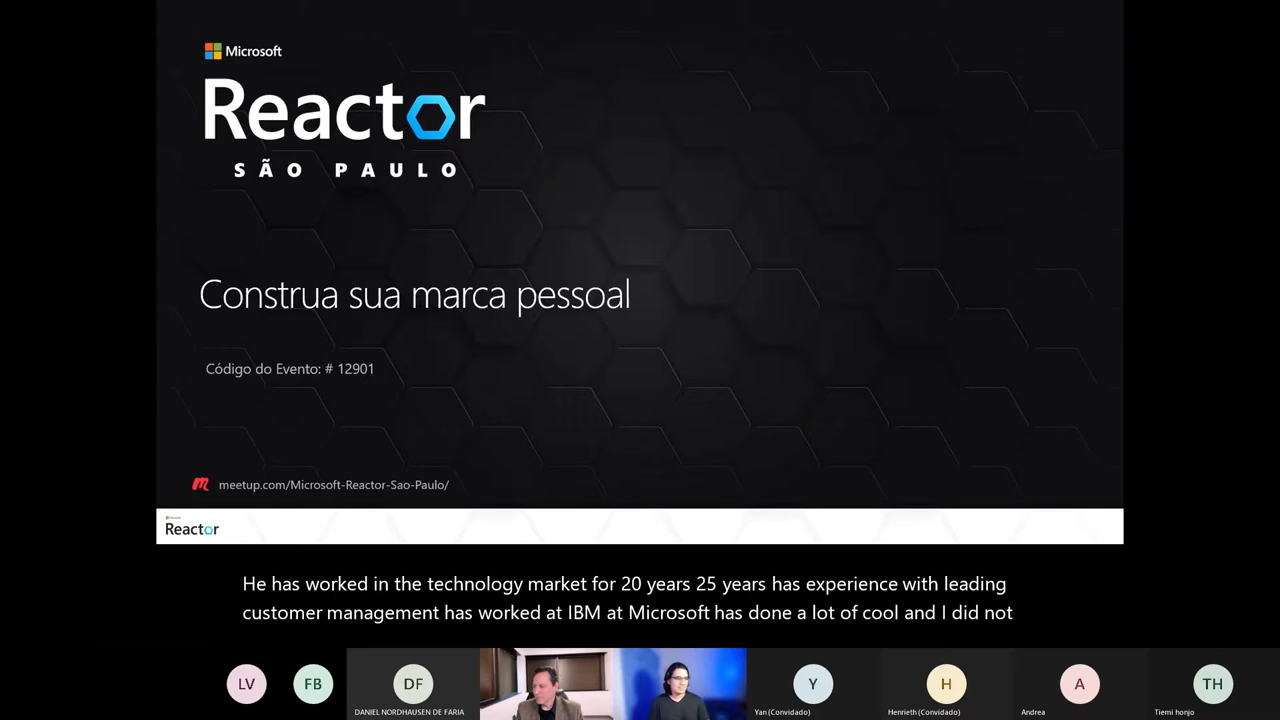 Microsoft
Reactor
SÃO PAULO
Construa sua marca pessoal
Código do Evento: # 12901
meetup.com/Microsoft-Reactor-Sao-Paulo/
Microsoft
Reactor
He has worked in the technology market for 20 years 25 years has experience with leading
customer management has worked at IBM at Microsoft has done a lot of cool and I did not
LV
FB
DF
Y
H
A
TH
DANIEL NORDHAUSEN DE FARIA
Yan (Convidado)
Henrieth (Convidado)
Andrea
Tiemi honjo